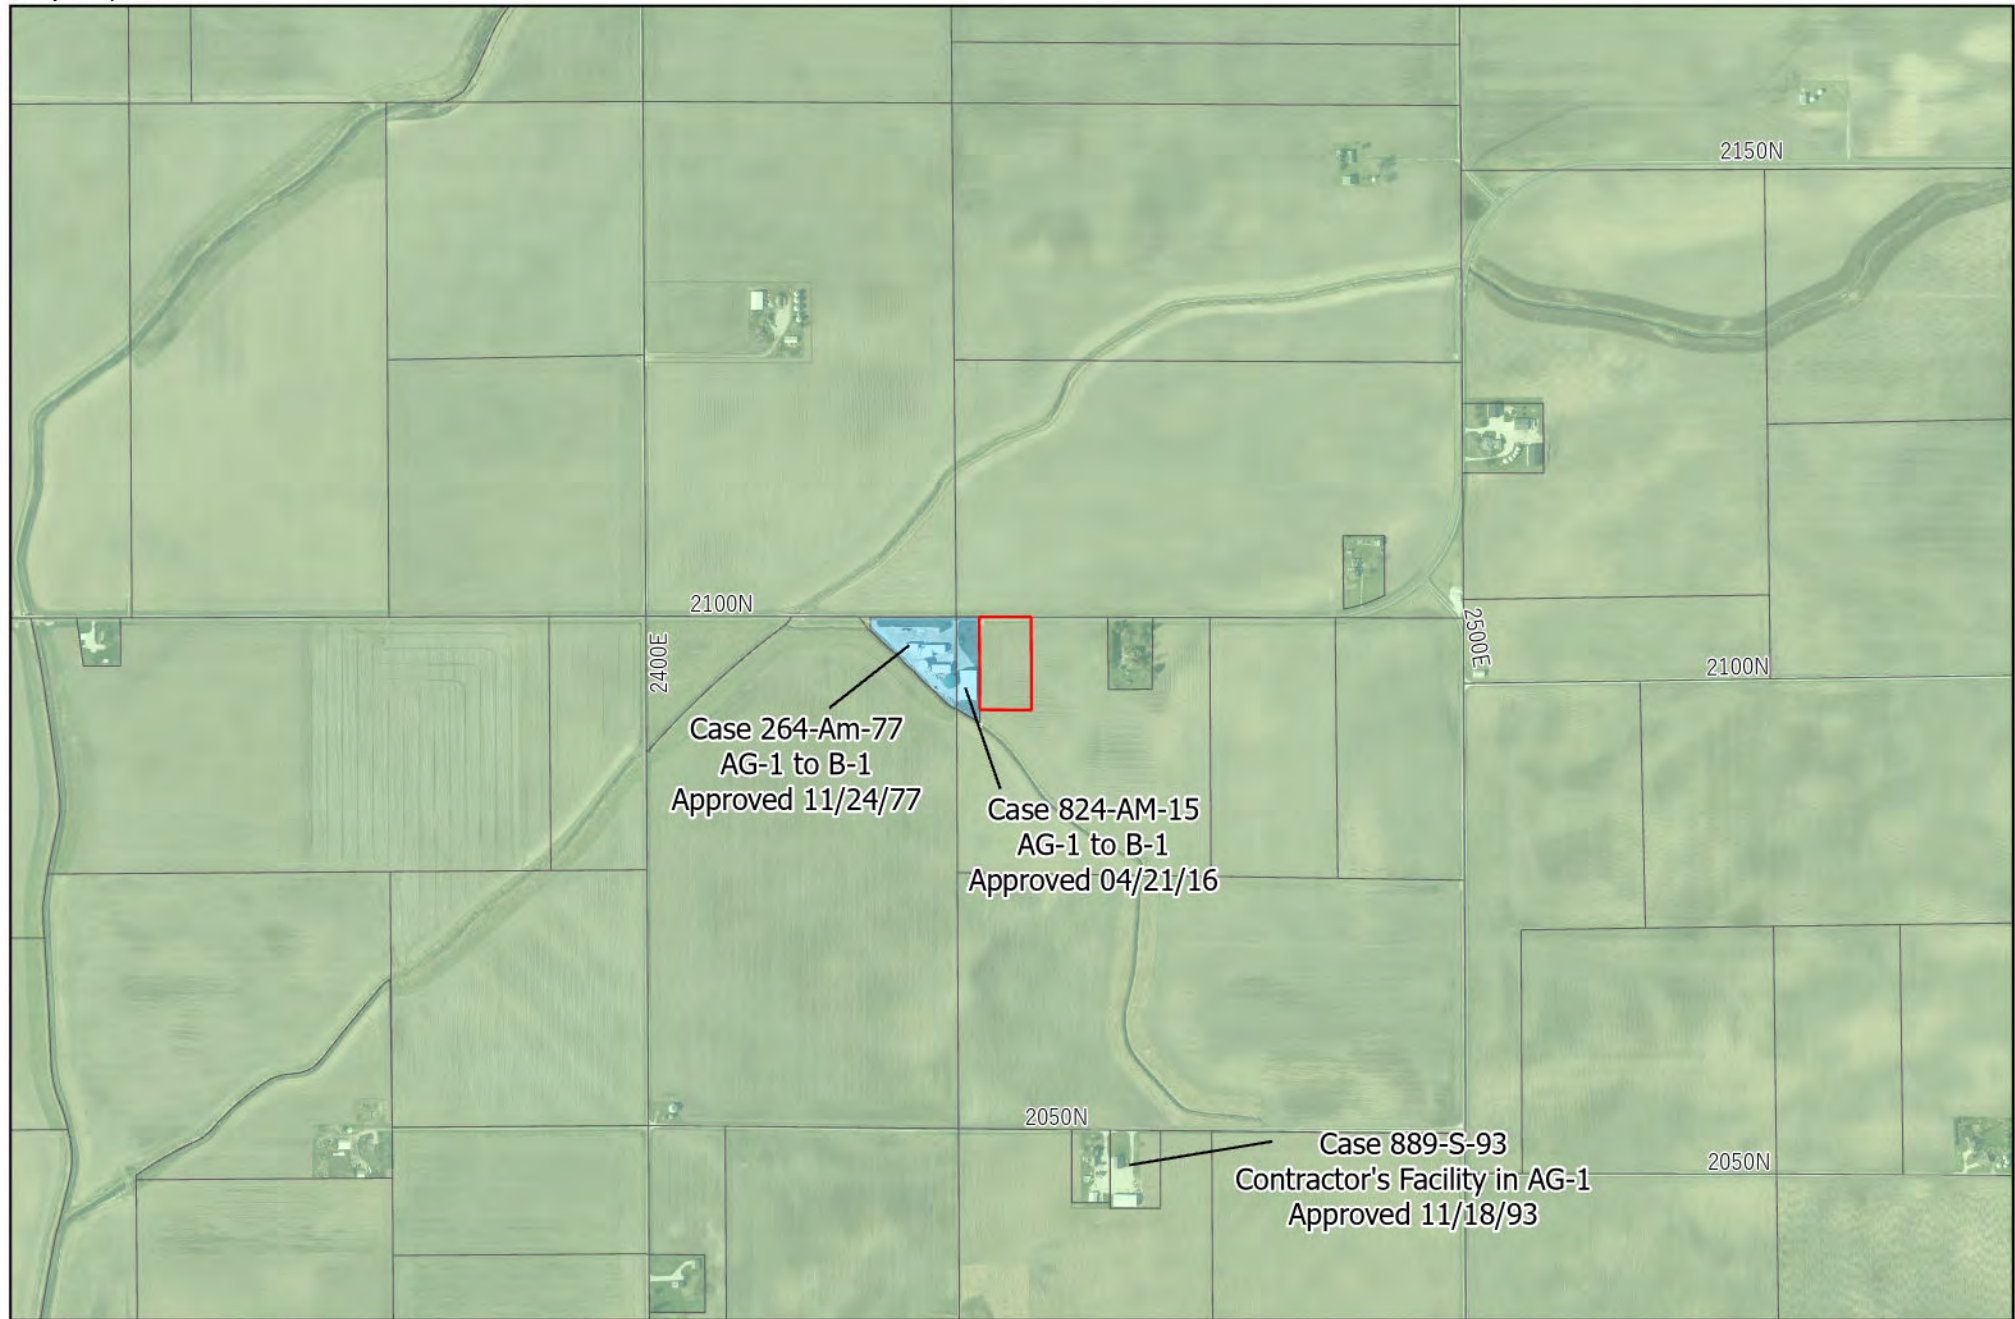 2150N
2100N
2400E
2500E
2100N
Case 264-Am-77
AG-1 to B-1
Approved 11/24/77
Case 824-AM-15
AG-1 to B-1
Approved 04/21/16
2050N
Case 889-S-93
Contractor's Facility in AG-1
Approved 11/18/93
2050N